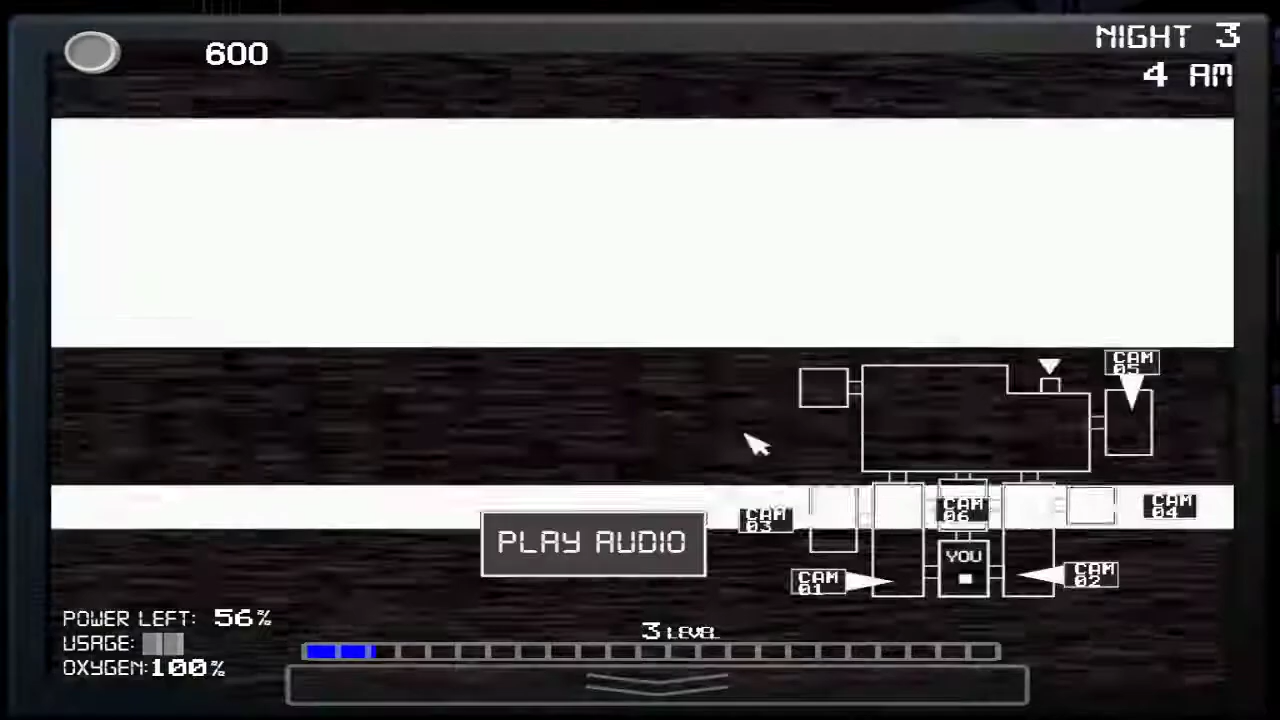 600
NIGHT 3
4 AM
CAM
05
CAM
03
CAM
06
CAM
04
PLAY AUDIO
YOU
CAM
01
CAM
02
POWER LEFT: 56%
USAGE:
OXYGEN:100%
3 LEVEL